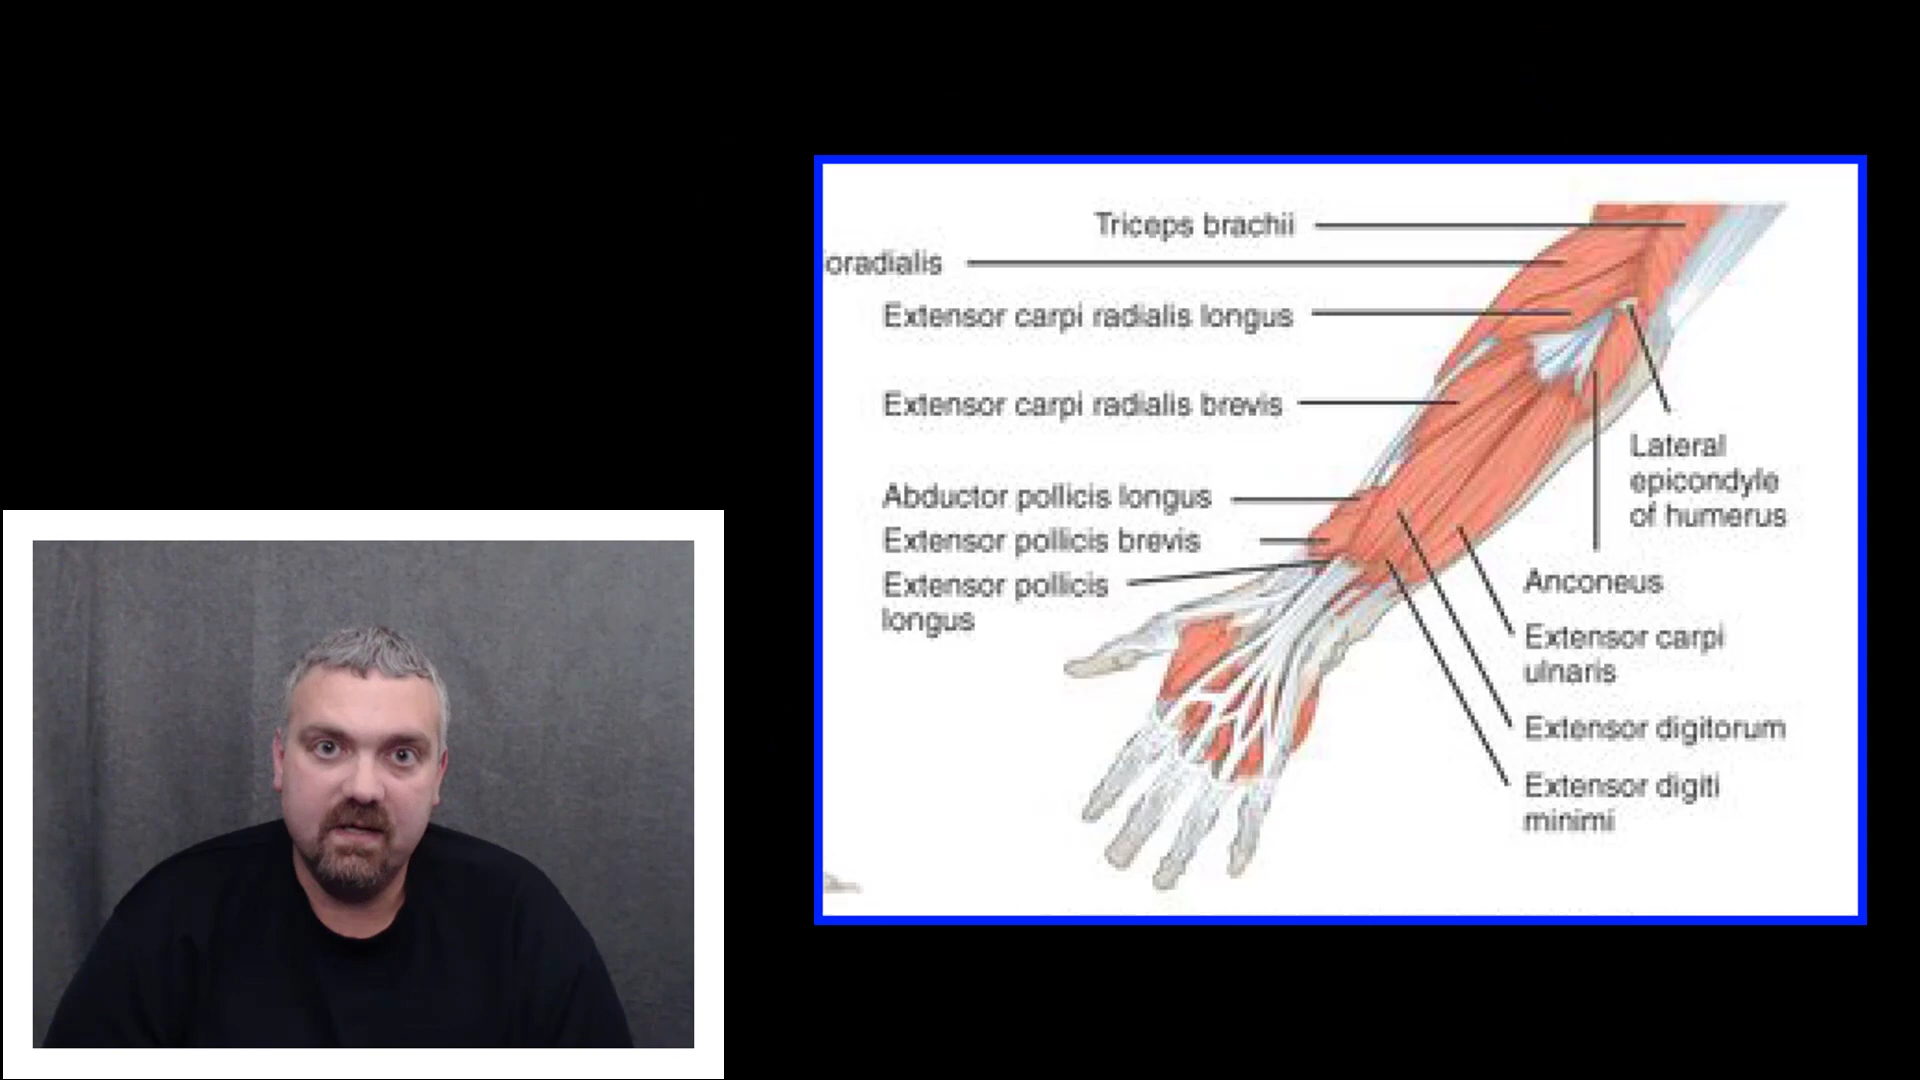 Triceps brachii
oradialis
Extensor carpi radialis longus
Extensor carpi radialis brevis
Abductor pollicis longus
Extensor pollicis brevis
Extensor pollicis
longus
Lateral
epicondyle
of humerus
Anconeus
Extensor carpi
ulnaris
Extensor digitorum
Extensor digiti
minimi